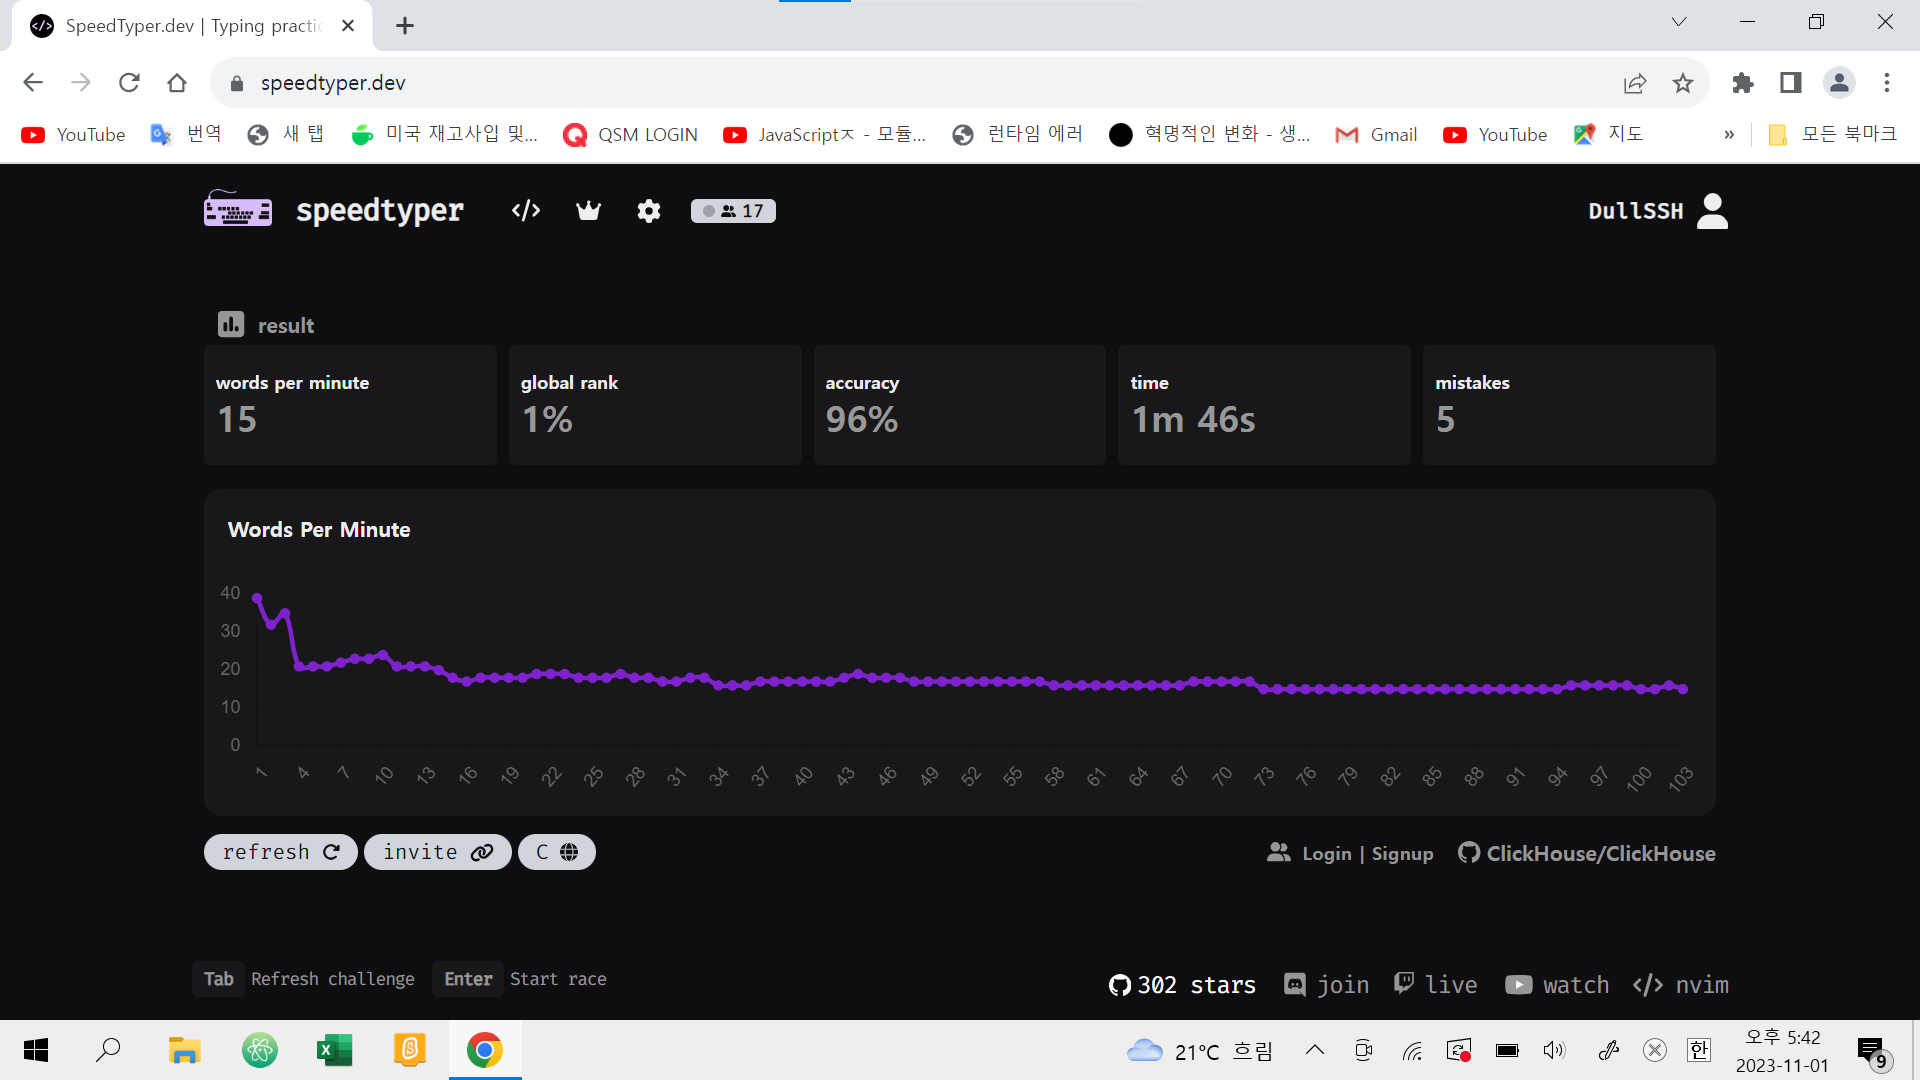 SpeedTyper.dev | Typing practic
speedtyper.dev
YouTube 번역 새 탭 미국 재고사입 및... QSM LOGIN JavaScriptㅈ - 모듈... 런타임 에러 혁명적인 변화 - 생... Gmail YouTube 지도 » 모든 북마크
speedtyper </> 17 DullSSH
result
words per minute
15
global rank
1%
accuracy
96%
time
1m 46s
mistakes
5
Words Per Minute
40
30
20
10
0
1 4 7 10 13 16 19 22 25 28 31 34 37 40 43 46 49 52 55 58 61 64 67 70 73 76 79 82 85 88 91 94 97 100 103
refresh invite C Login | Signup ClickHouse/ClickHouse
Tab Refresh challenge Enter Start race 302 stars join live watch </> nvim
21°C 흐림 한 오후 5:42
2023-11-01 9